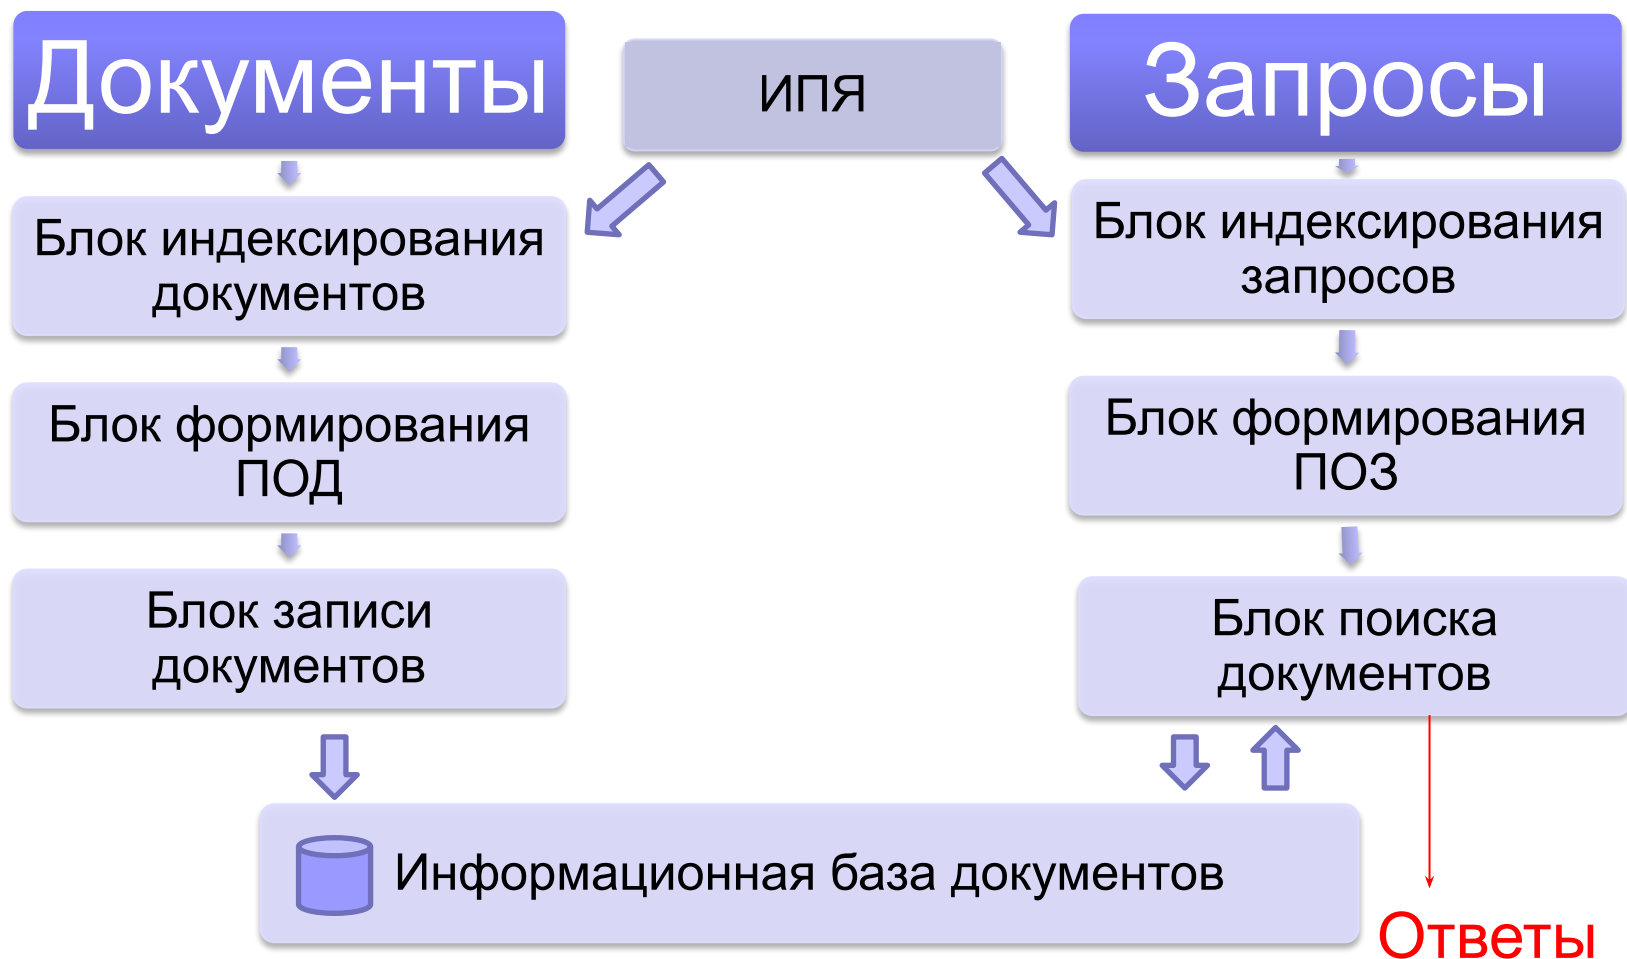 Документы
ИПЯ
Запросы
Блок индексирования
документов
Блок индексирования
запросов
Блок формирования
ПОД
Блок формирования
ПОЗ
Блок записи
документов
Блок поиска
документов
Информационная база документов
Ответы